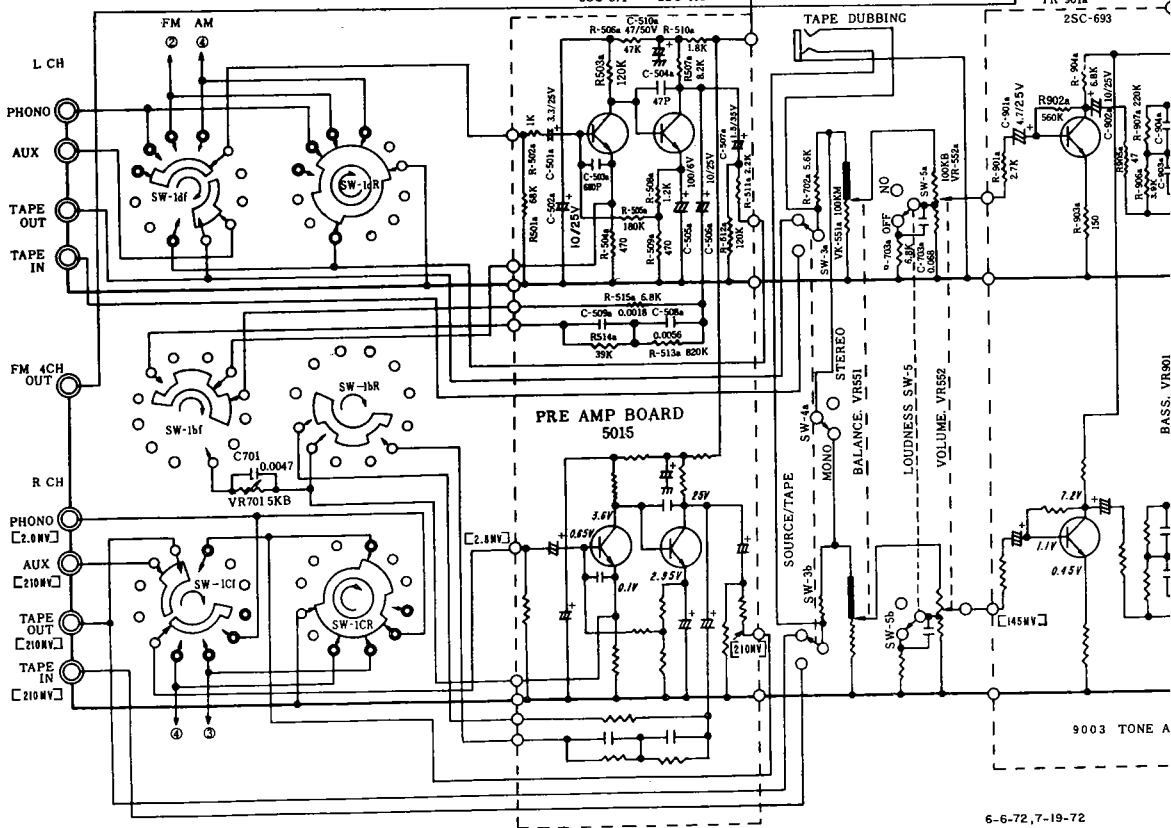 FM AM
② ④
L CH
PHONO
AUX
TAPE OUT
TAPE IN
FM 4CH OUT
R CH
PHONO
[2.0MV]
AUX
[210MV]
TAPE OUT
[210MV]
TAPE IN
[210MV]
SW-1df
SW-1dR
SW-1bf
SW-1bR
C701
0.0047
VR701 5KB
SW-1Cf
SW-1CR
④ ③
C-510a
R-506a 47/50V R-510a
47K
1.8K
R503a
120K
C-504a
47P
R507a
8.2K
1K
R-502a
3.3/25V
C-501a
C-503a
680P
68K
R501a
C-502a
10/25V
R-505a
180K
R-504a
470
R-508a
1.2K
R-509a
470
100/6V
C-505a
10/25V
C-506a
C-507a
1.5/35V
R-511a 2.2K
R-512a
120K
R-515a 6.8K
C-509a 0.0018 C-508a
R514a
39K
0.0056
R-513a 820K
PRE AMP BOARD
5015
[2.8MV]
3.6V
0.65V
0.1V
25V
2.95V
[210MV]
TAPE DUBBING
R-702a 5.6K
SW-3a
VR-551a 100KM
NO
OFF
SW-5a
100KB
VR-552a
R-703a
6.8K
C-703a
0.068
SW-4a
STEREO
MONO
SOURCE/TAPE
BALANCE. VR551
LOUDNESS SW-5
VOLUME. VR552
SW-3b
SW-5b
2SC-693
C-901a
4.7/25V
R902a
560K
R-901a
2.7K
R-904a
6.8K
C-902a 10/25V
R-903a
150
R-905a
47
R-907a 220K
R-906a
3.9K
C-904a
C-903a
7.2V
1.1V
0.45V
[145MV]
BASS. VR901
9003 TONE A
6-6-72,7-19-72